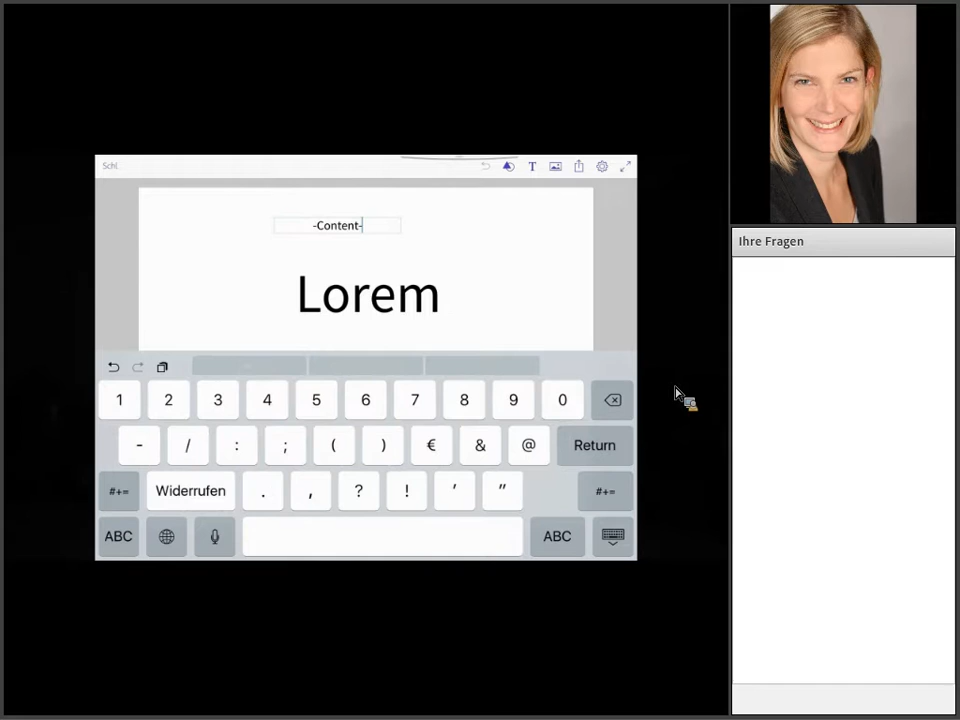 Schl
T
-Content-
Lorem
1 2 3 4 5 6 7 8 9 0
- / : ; ( ) € & @ Return
#+= Widerrufen . , ? ! ' " #+=
ABC ABC
Ihre Fragen